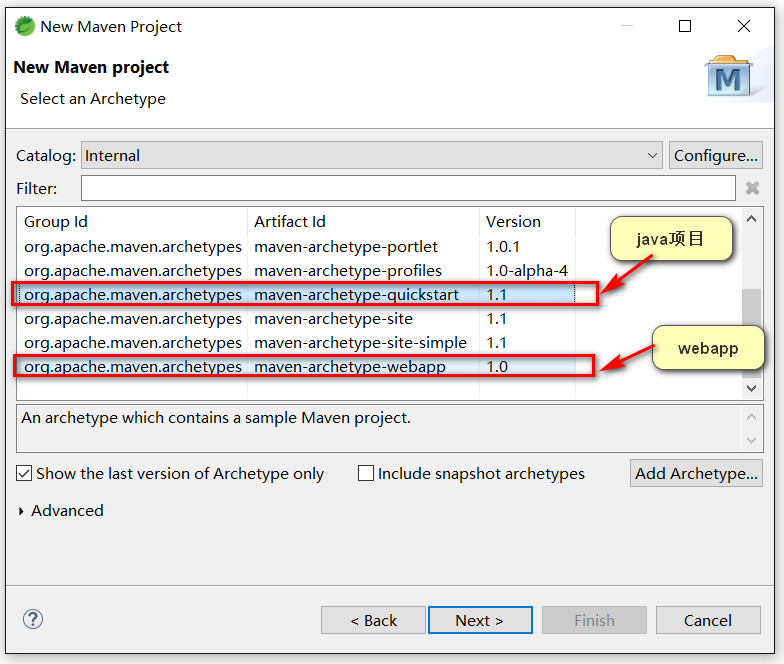 New Maven Project
New Maven project
Select an Archetype
M
Catalog: Internal Configure...
Filter:
Group Id Artifact Id Version
org.apache.maven.archetypes maven-archetype-portlet 1.0.1
java项目
org.apache.maven.archetypes maven-archetype-profiles 1.0-alpha-4
org.apache.maven.archetypes maven-archetype-quickstart 1.1
org.apache.maven.archetypes maven-archetype-site 1.1
org.apache.maven.archetypes maven-archetype-site-simple 1.1
webapp
org.apache.maven.archetypes maven-archetype-webapp 1.0
An archetype which contains a sample Maven project.
Show the last version of Archetype only Include snapshot archetypes Add Archetype...
Advanced
? < Back Next > Finish Cancel